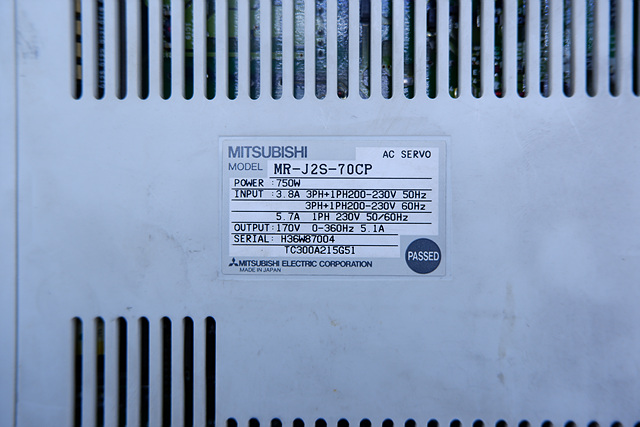 MITSUBISHI AC SERVO
MODEL MR-J2S-70CP
POWER :750W
INPUT :3.8A 3PH+1PH200-230V 50Hz
3PH+1PH200-230V 60Hz
5.7A 1PH 230V 50/60Hz
OUTPUT:170V 0-360Hz 5.1A
SERIAL: H36W87004
TC300A215G51
MITSUBISHI ELECTRIC CORPORATION
MADE IN JAPAN
PASSED